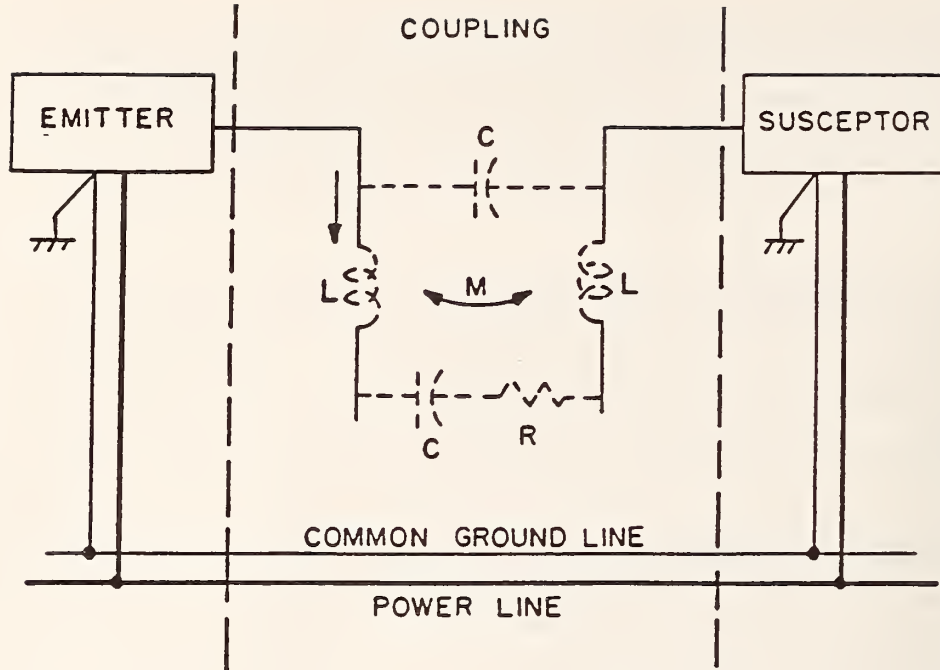 COUPLING
EMITTER
SUSCEPTOR
C
L
M
L
C
R
COMMON GROUND LINE
POWER LINE